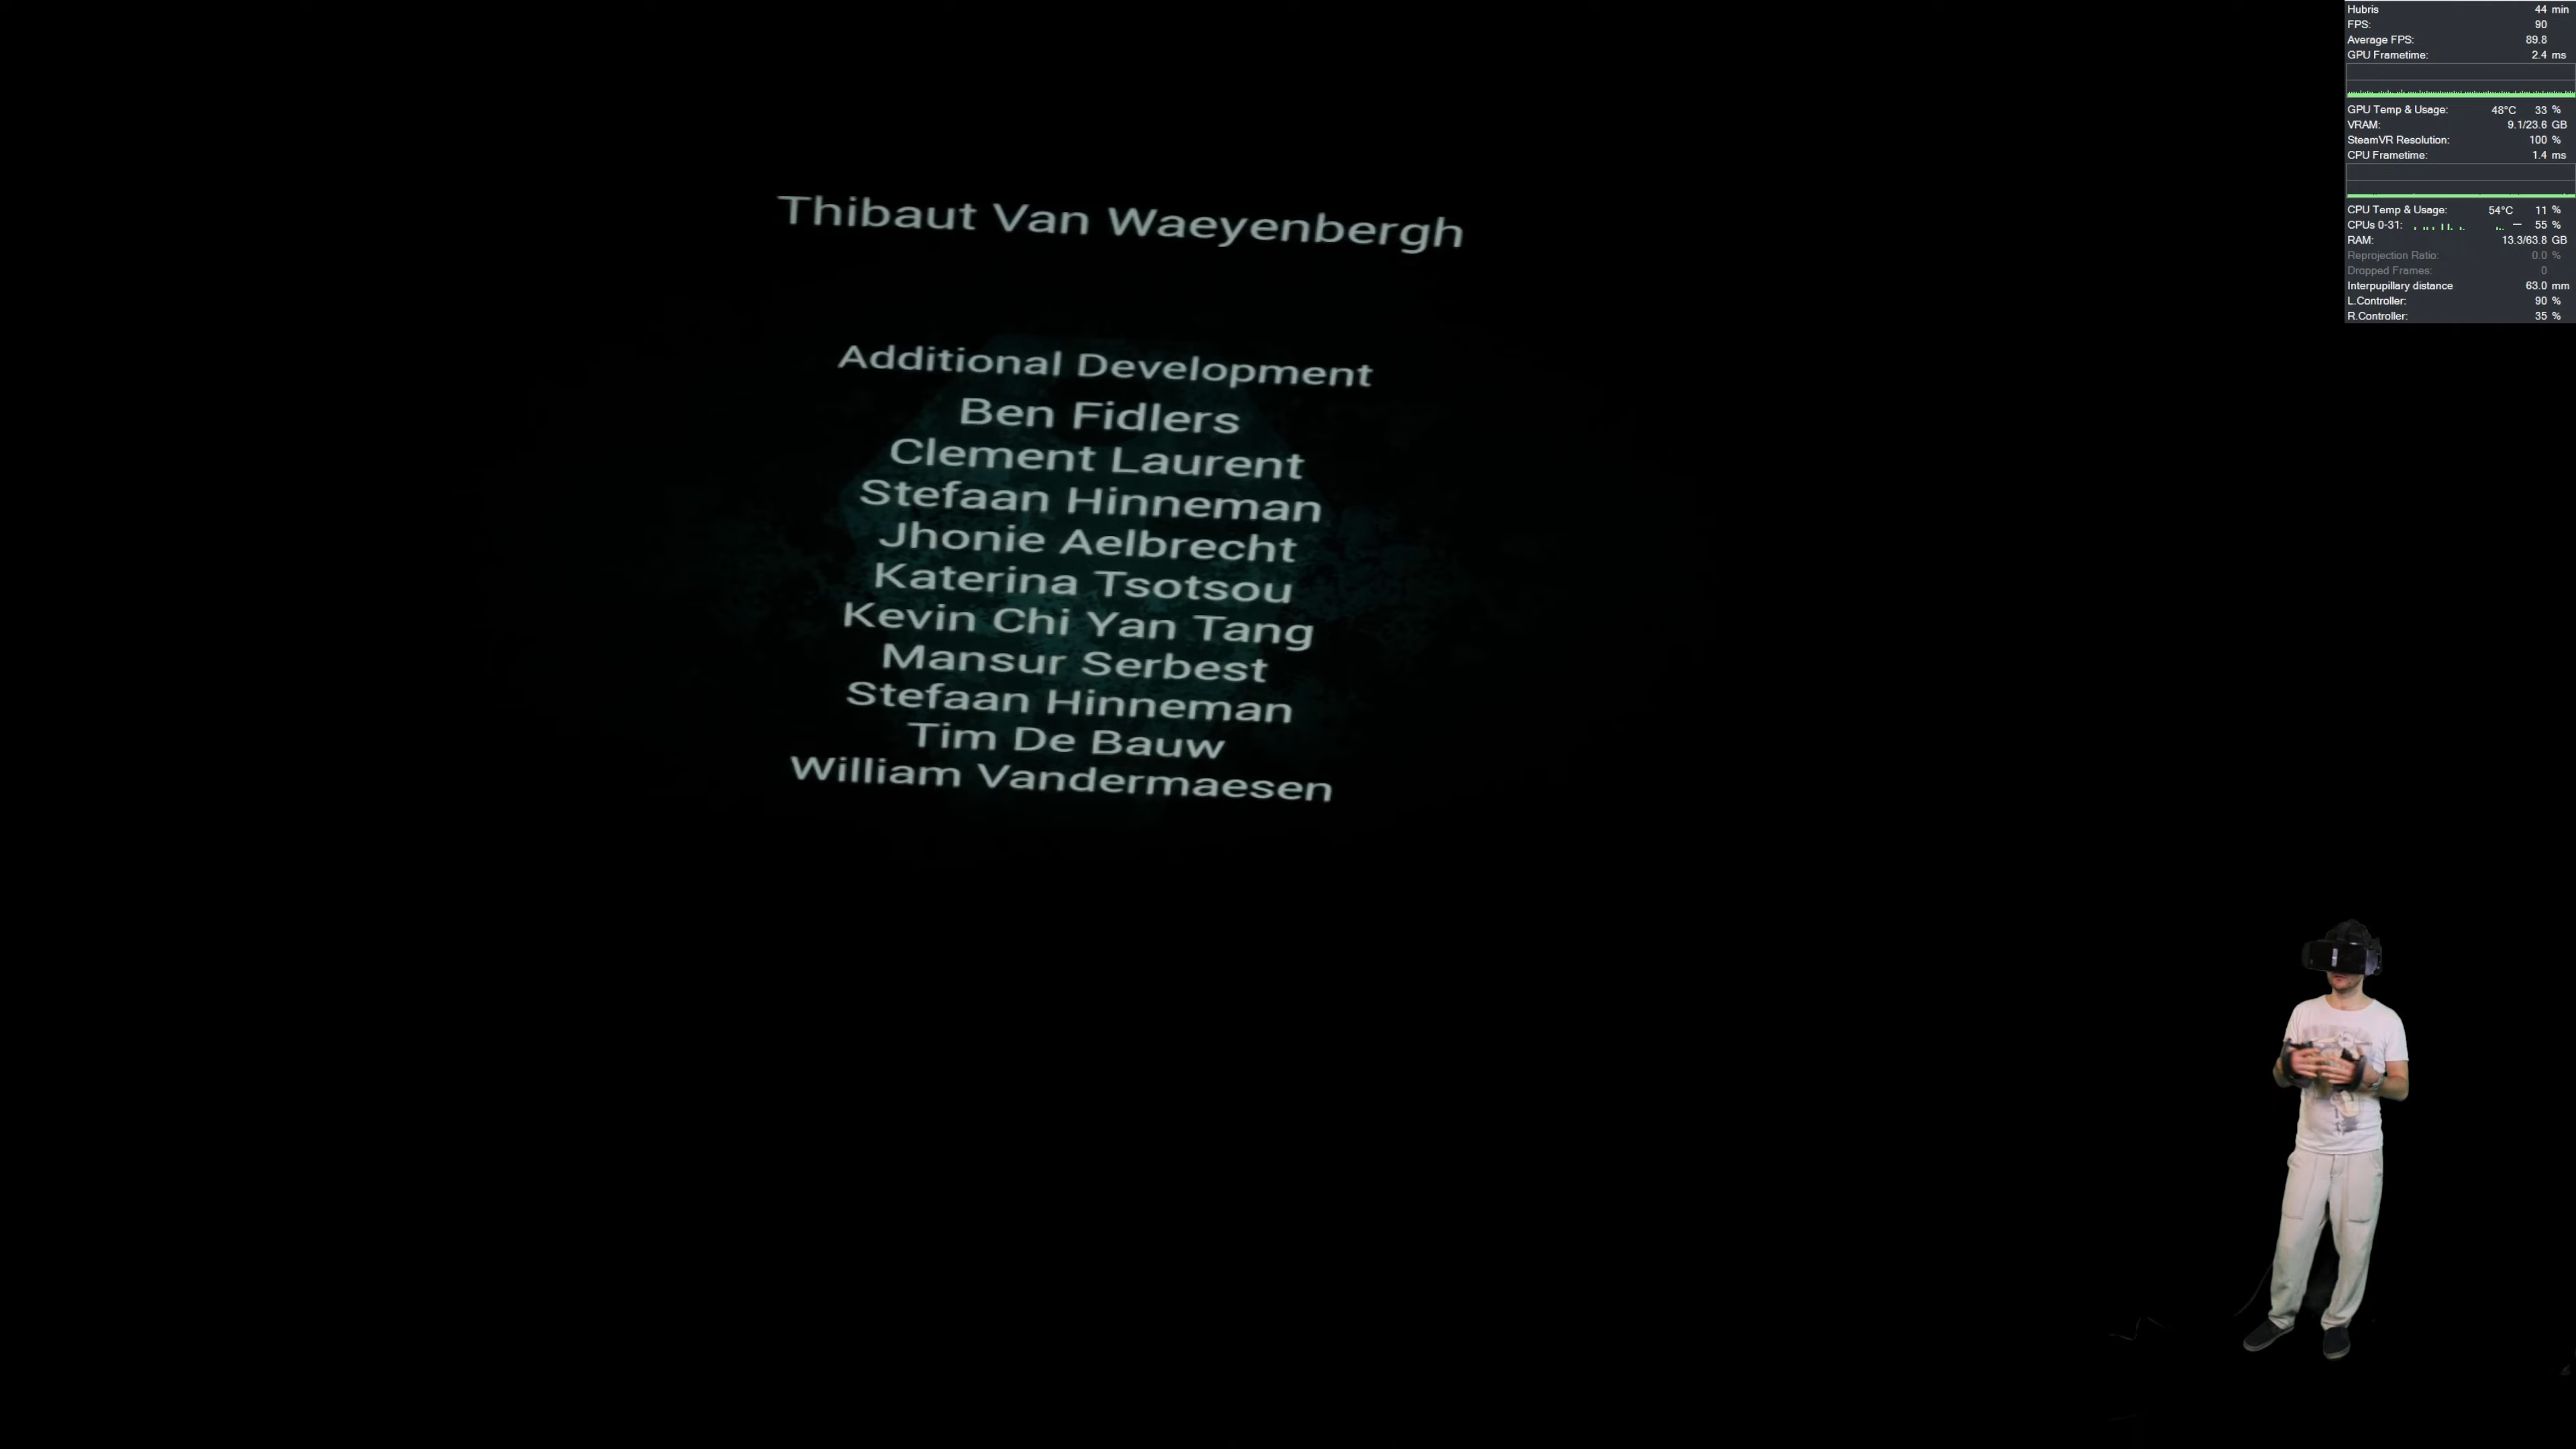 Thibaut Van Waeyenbergh
Additional Development
Ben Fidlers
Clement Laurent
Stefaan Hinneman
Jhonie Aelbrecht
Katerina Tsotsou
Kevin Chi Yan Tang
Mansur Serbest
Stefaan Hinneman
Tim De Bauw
William Vandermaesen
Hubris 44 min
FPS: 90
Average FPS: 89.8
GPU Frametime: 2.4 ms
GPU Temp & Usage: 48°C 33 %
VRAM: 9.1/23.6 GB
SteamVR Resolution: 100 %
CPU Frametime: 1.4 ms
CPU Temp & Usage: 54°C 11 %
CPUs 0-31: 55 %
RAM: 13.3/63.8 GB
Reprojection Ratio: 0.0 %
Dropped Frames: 0
Interpupillary distance 63.0 mm
L.Controller: 90 %
R.Controller: 35 %